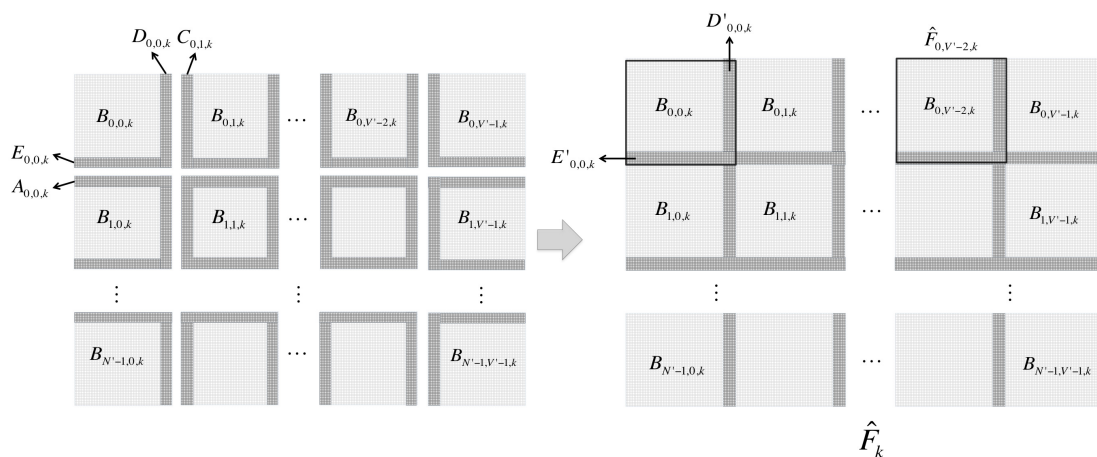 D_{0,0,k} C_{0,1,k}
B_{0,0,k} B_{0,1,k} ... B_{0,V'-2,k} B_{0,V'-1,k}
E_{0,0,k}
A_{0,0,k}
B_{1,0,k} B_{1,1,k} ... B_{1,V'-1,k}
⋮ ⋮ ⋮
B_{N'-1,0,k} ... B_{N'-1,V'-1,k}
D'_{0,0,k} F̂_{0,V'-2,k}
B_{0,0,k} B_{0,1,k} ... B_{0,V'-2,k} B_{0,V'-1,k}
E'_{0,0,k}
B_{1,0,k} B_{1,1,k} ... B_{1,V'-1,k}
⋮ ⋮ ⋮
B_{N'-1,0,k} ... B_{N'-1,V'-1,k}
F̂_k